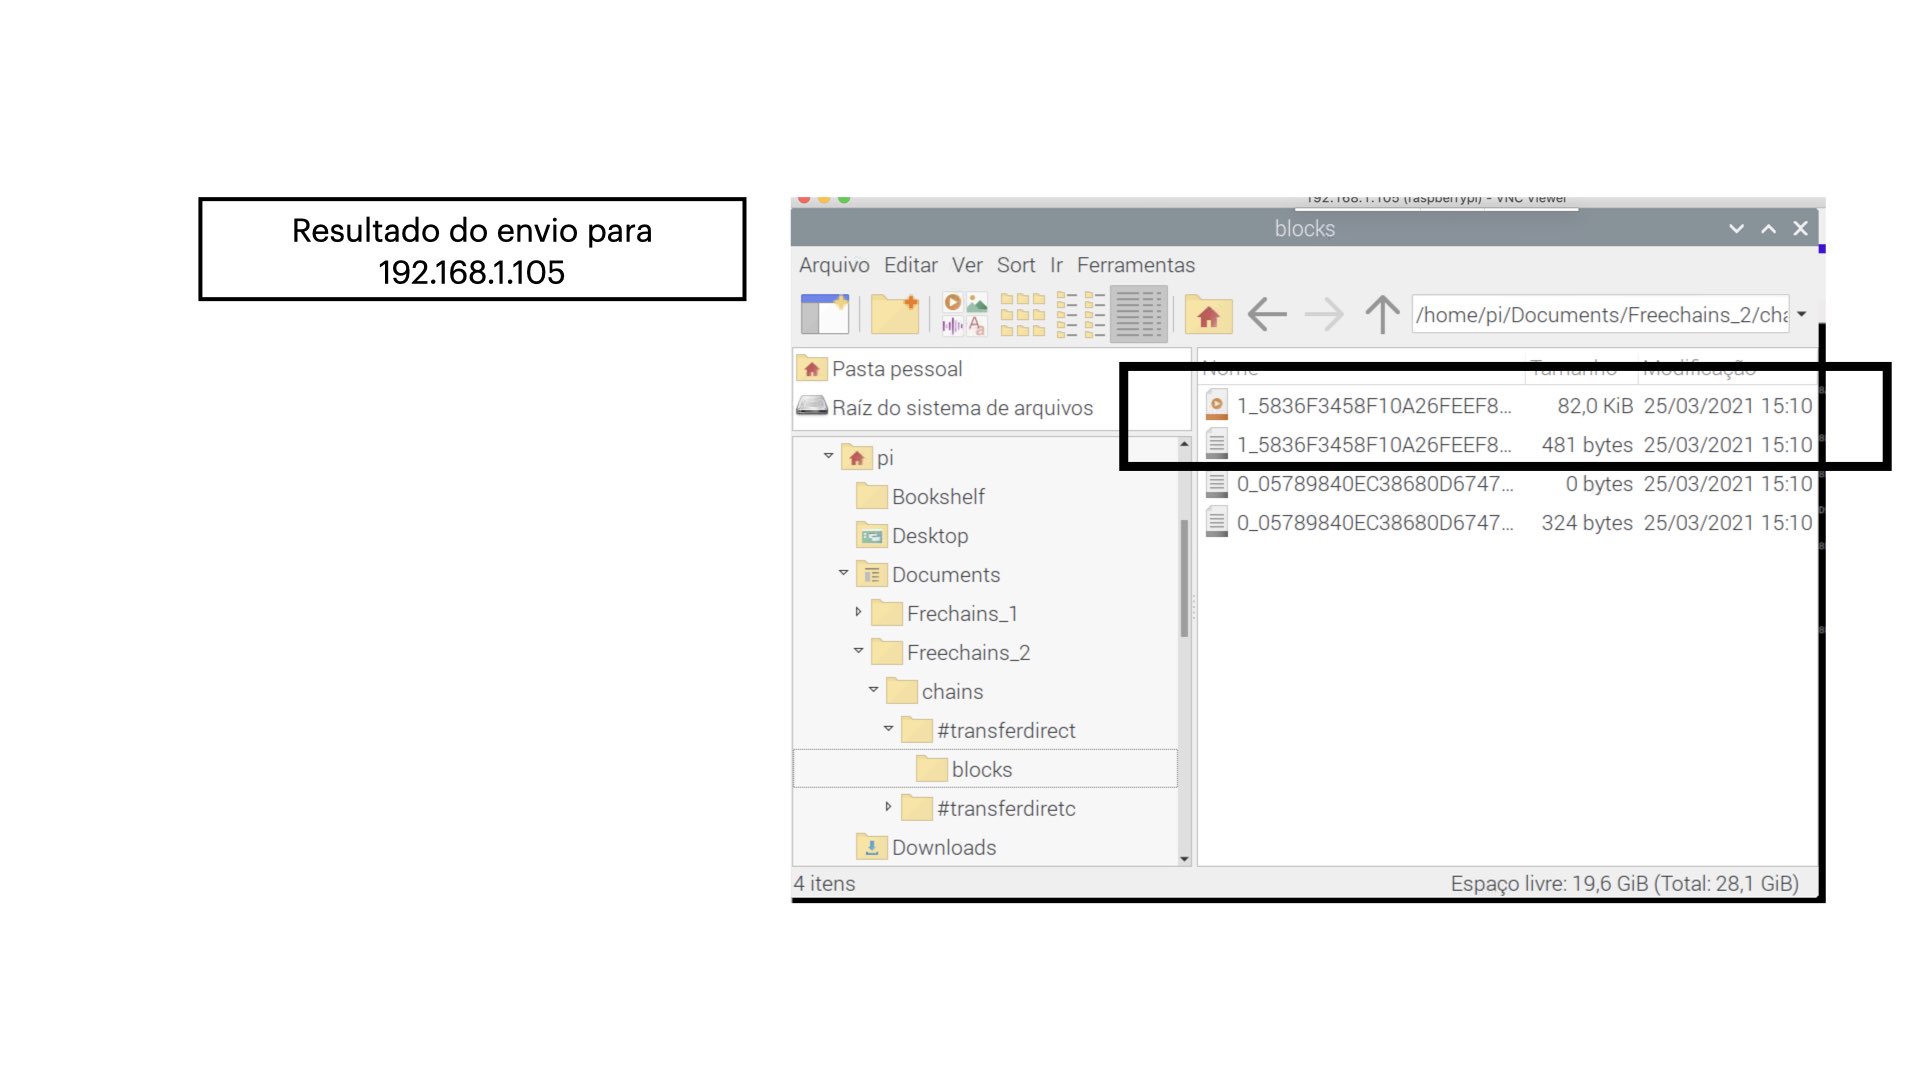 Resultado do envio para
192.168.1.105
192.168.1.105 (raspberrypi) - VNC Viewer
blocks
Arquivo Editar Ver Sort Ir Ferramentas
/home/pi/Documents/Freechains_2/cha
Pasta pessoal
Raíz do sistema de arquivos
pi
Bookshelf
Desktop
Documents
Frechains_1
Freechains_2
chains
#transferdirect
blocks
#transferdiretc
Downloads
Nome Tamanho Modificação
1_5836F3458F10A26FEEF8... 82,0 KiB 25/03/2021 15:10
1_5836F3458F10A26FEEF8... 481 bytes 25/03/2021 15:10
0_05789840EC38680D6747... 0 bytes 25/03/2021 15:10
0_05789840EC38680D6747... 324 bytes 25/03/2021 15:10
4 itens
Espaço livre: 19,6 GiB (Total: 28,1 GiB)